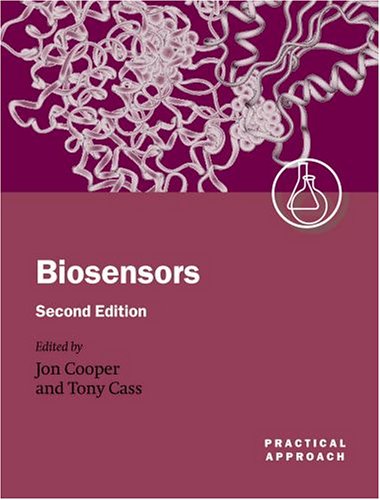 Biosensors
Second Edition
Edited by
Jon Cooper
and Tony Cass
PRACTICAL
APPROACH